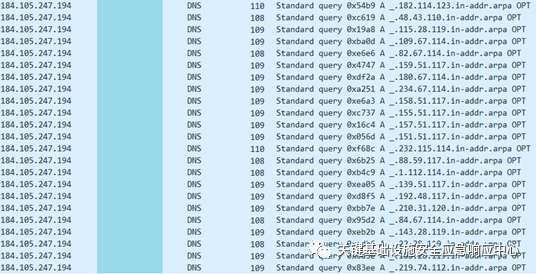 184.105.247.194 DNS 110 Standard query 0x54b9 A _.182.114.123.in-addr.arpa OPT
184.105.247.194 DNS 108 Standard query 0xc619 A _.48.43.110.in-addr.arpa OPT
184.105.247.194 DNS 109 Standard query 0x19a8 A _.115.28.119.in-addr.arpa OPT
184.105.247.194 DNS 109 Standard query 0xba0d A _.109.67.114.in-addr.arpa OPT
184.105.247.194 DNS 108 Standard query 0xe6e6 A _.82.67.114.in-addr.arpa OPT
184.105.247.194 DNS 109 Standard query 0x4747 A _.159.51.117.in-addr.arpa OPT
184.105.247.194 DNS 109 Standard query 0xdf2a A _.180.67.114.in-addr.arpa OPT
184.105.247.194 DNS 109 Standard query 0xa251 A _.234.67.114.in-addr.arpa OPT
184.105.247.194 DNS 109 Standard query 0xe6a3 A _.158.51.117.in-addr.arpa OPT
184.105.247.194 DNS 109 Standard query 0xc737 A _.155.51.117.in-addr.arpa OPT
184.105.247.194 DNS 109 Standard query 0x16c4 A _.157.51.117.in-addr.arpa OPT
184.105.247.194 DNS 109 Standard query 0x056d A _.151.51.117.in-addr.arpa OPT
184.105.247.194 DNS 110 Standard query 0xf68c A _.232.115.114.in-addr.arpa OPT
184.105.247.194 DNS 108 Standard query 0x6b25 A _.88.59.117.in-addr.arpa OPT
184.105.247.194 DNS 108 Standard query 0xb4c9 A _.1.112.114.in-addr.arpa OPT
184.105.247.194 DNS 109 Standard query 0xea05 A _.139.51.117.in-addr.arpa OPT
184.105.247.194 DNS 109 Standard query 0xd8f5 A _.192.48.117.in-addr.arpa OPT
184.105.247.194 DNS 109 Standard query 0xbb7e A _.210.31.120.in-addr.arpa OPT
184.105.247.194 DNS 108 Standard query 0x95d2 A _.84.67.114.in-addr.arpa OPT
184.105.247.194 DNS 109 Standard query 0xeb2b A _.143.28.119.in-addr.arpa OPT
184.105.247.194 DNS 108 Standard query
184.105.247.194 DNS 109 Standard query
关键基础设施安全应急响应中心
184.105.247.194 DNS 109 Standard query 0x83ee A _.219.74.112.in-addr.arpa OPT